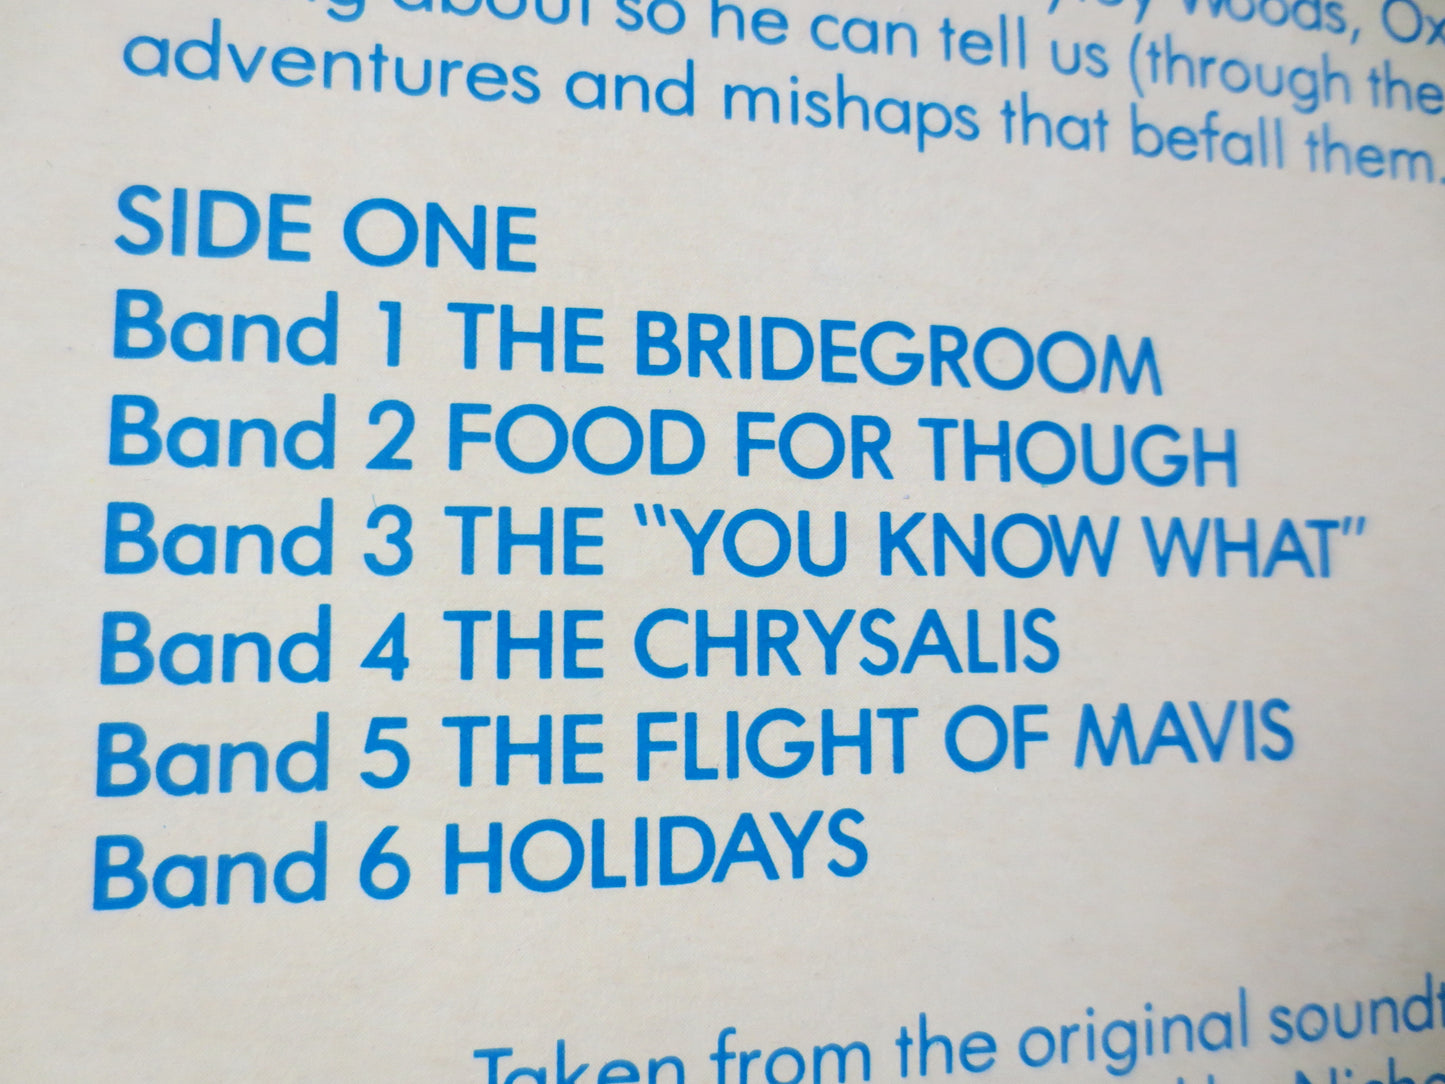 about so he can tell us (through the
adventures and mishaps that befall them.
SIDE ONE
Band 1 THE BRIDEGROOM
Band 2 FOOD FOR THOUGH
Band 3 THE "YOU KNOW WHAT"
Band 4 THE CHRYSALIS
Band 5 THE FLIGHT OF MAVIS
Band 6 HOLIDAYS
Taken from the original